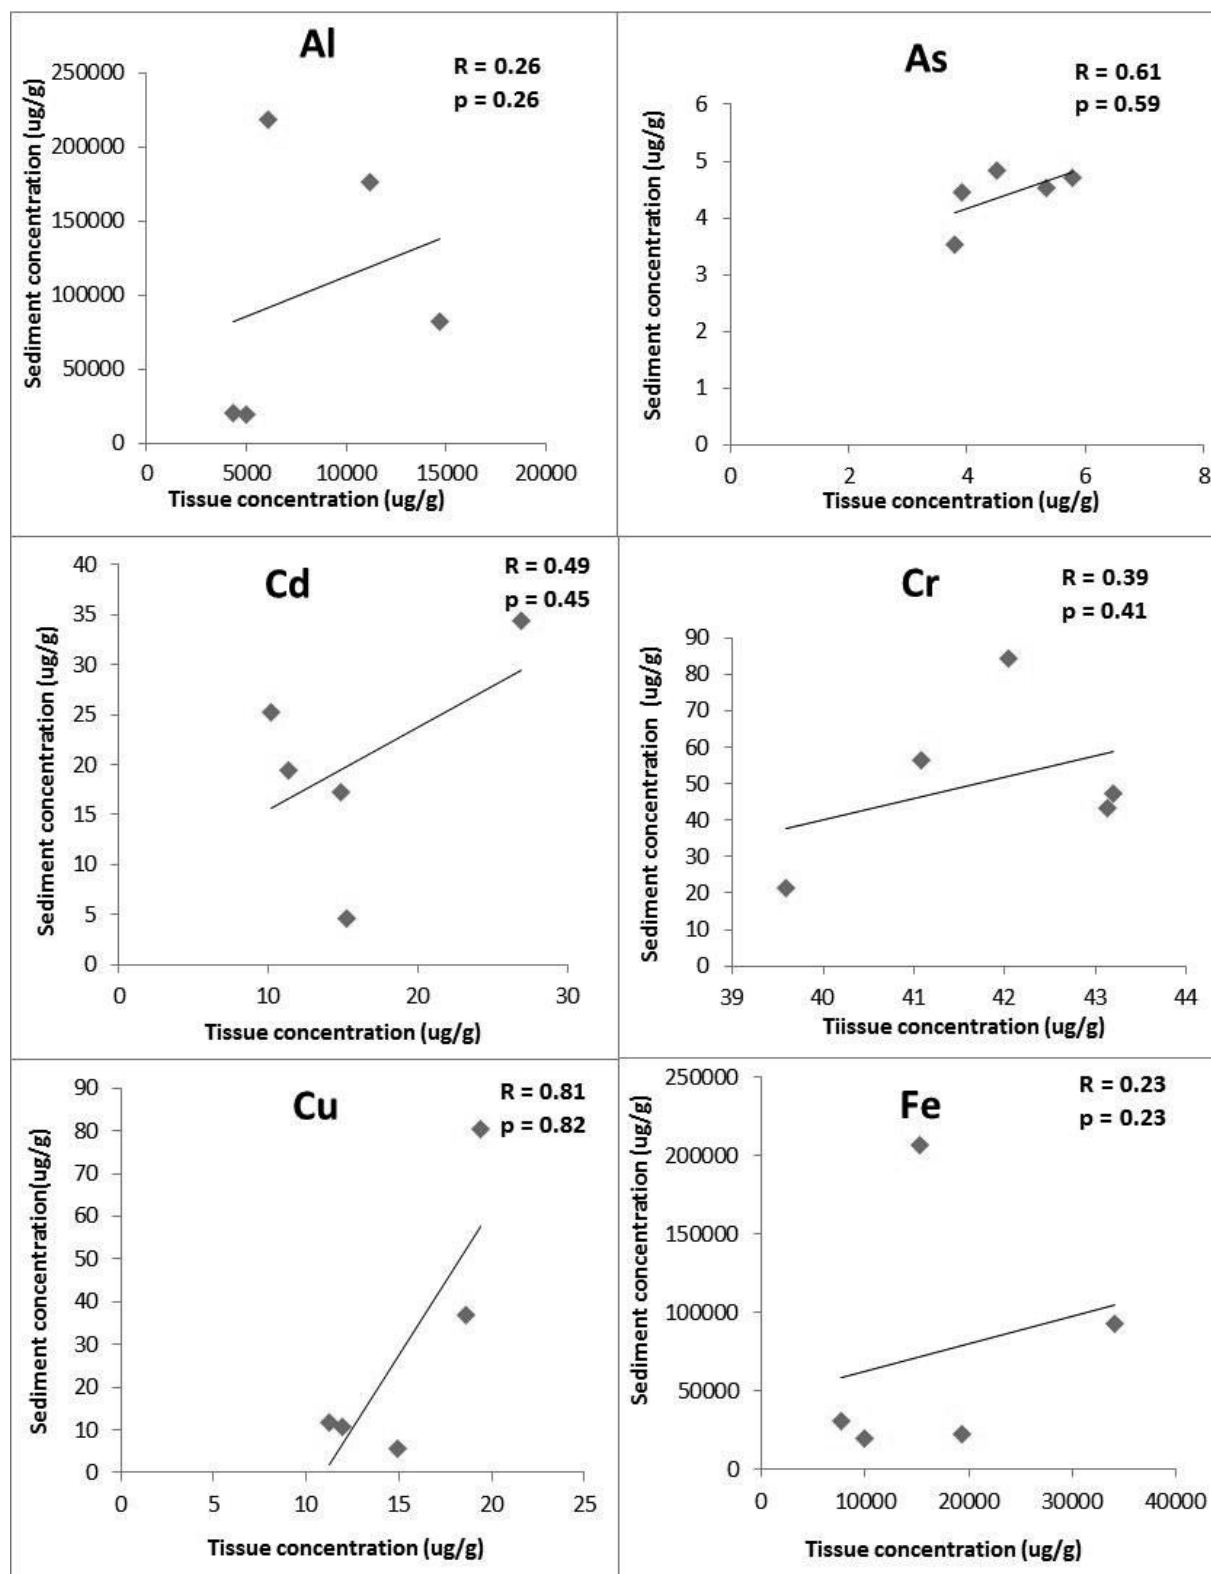 Al
R = 0.26
p = 0.26
Sediment concentration (ug/g)
250000
200000
150000
100000
50000
0
0 5000 10000 15000 20000
Tissue concentration (ug/g)
As
R = 0.61
p = 0.59
Sediment concentration (ug/g)
6
5
4
3
2
1
0
0 2 4 6 8
Tissue concentration (ug/g)
Cd
R = 0.49
p = 0.45
Sediment concentration (ug/g)
40
35
30
25
20
15
10
5
0
0 10 20 30
Tissue concentration (ug/g)
Cr
R = 0.39
p = 0.41
Sediment concentration (ug/g)
90
80
70
60
50
40
30
20
10
0
39 40 41 42 43 44
Tiissue concentration (ug/g)
Cu
R = 0.81
p = 0.82
Sediment concentration(ug/g)
90
80
70
60
50
40
30
20
10
0
0 5 10 15 20 25
Tissue concentration (ug/g)
Fe
R = 0.23
p = 0.23
Sediment concentration (ug/g)
250000
200000
150000
100000
50000
0
0 10000 20000 30000 40000
Tissue concentration (ug/g)